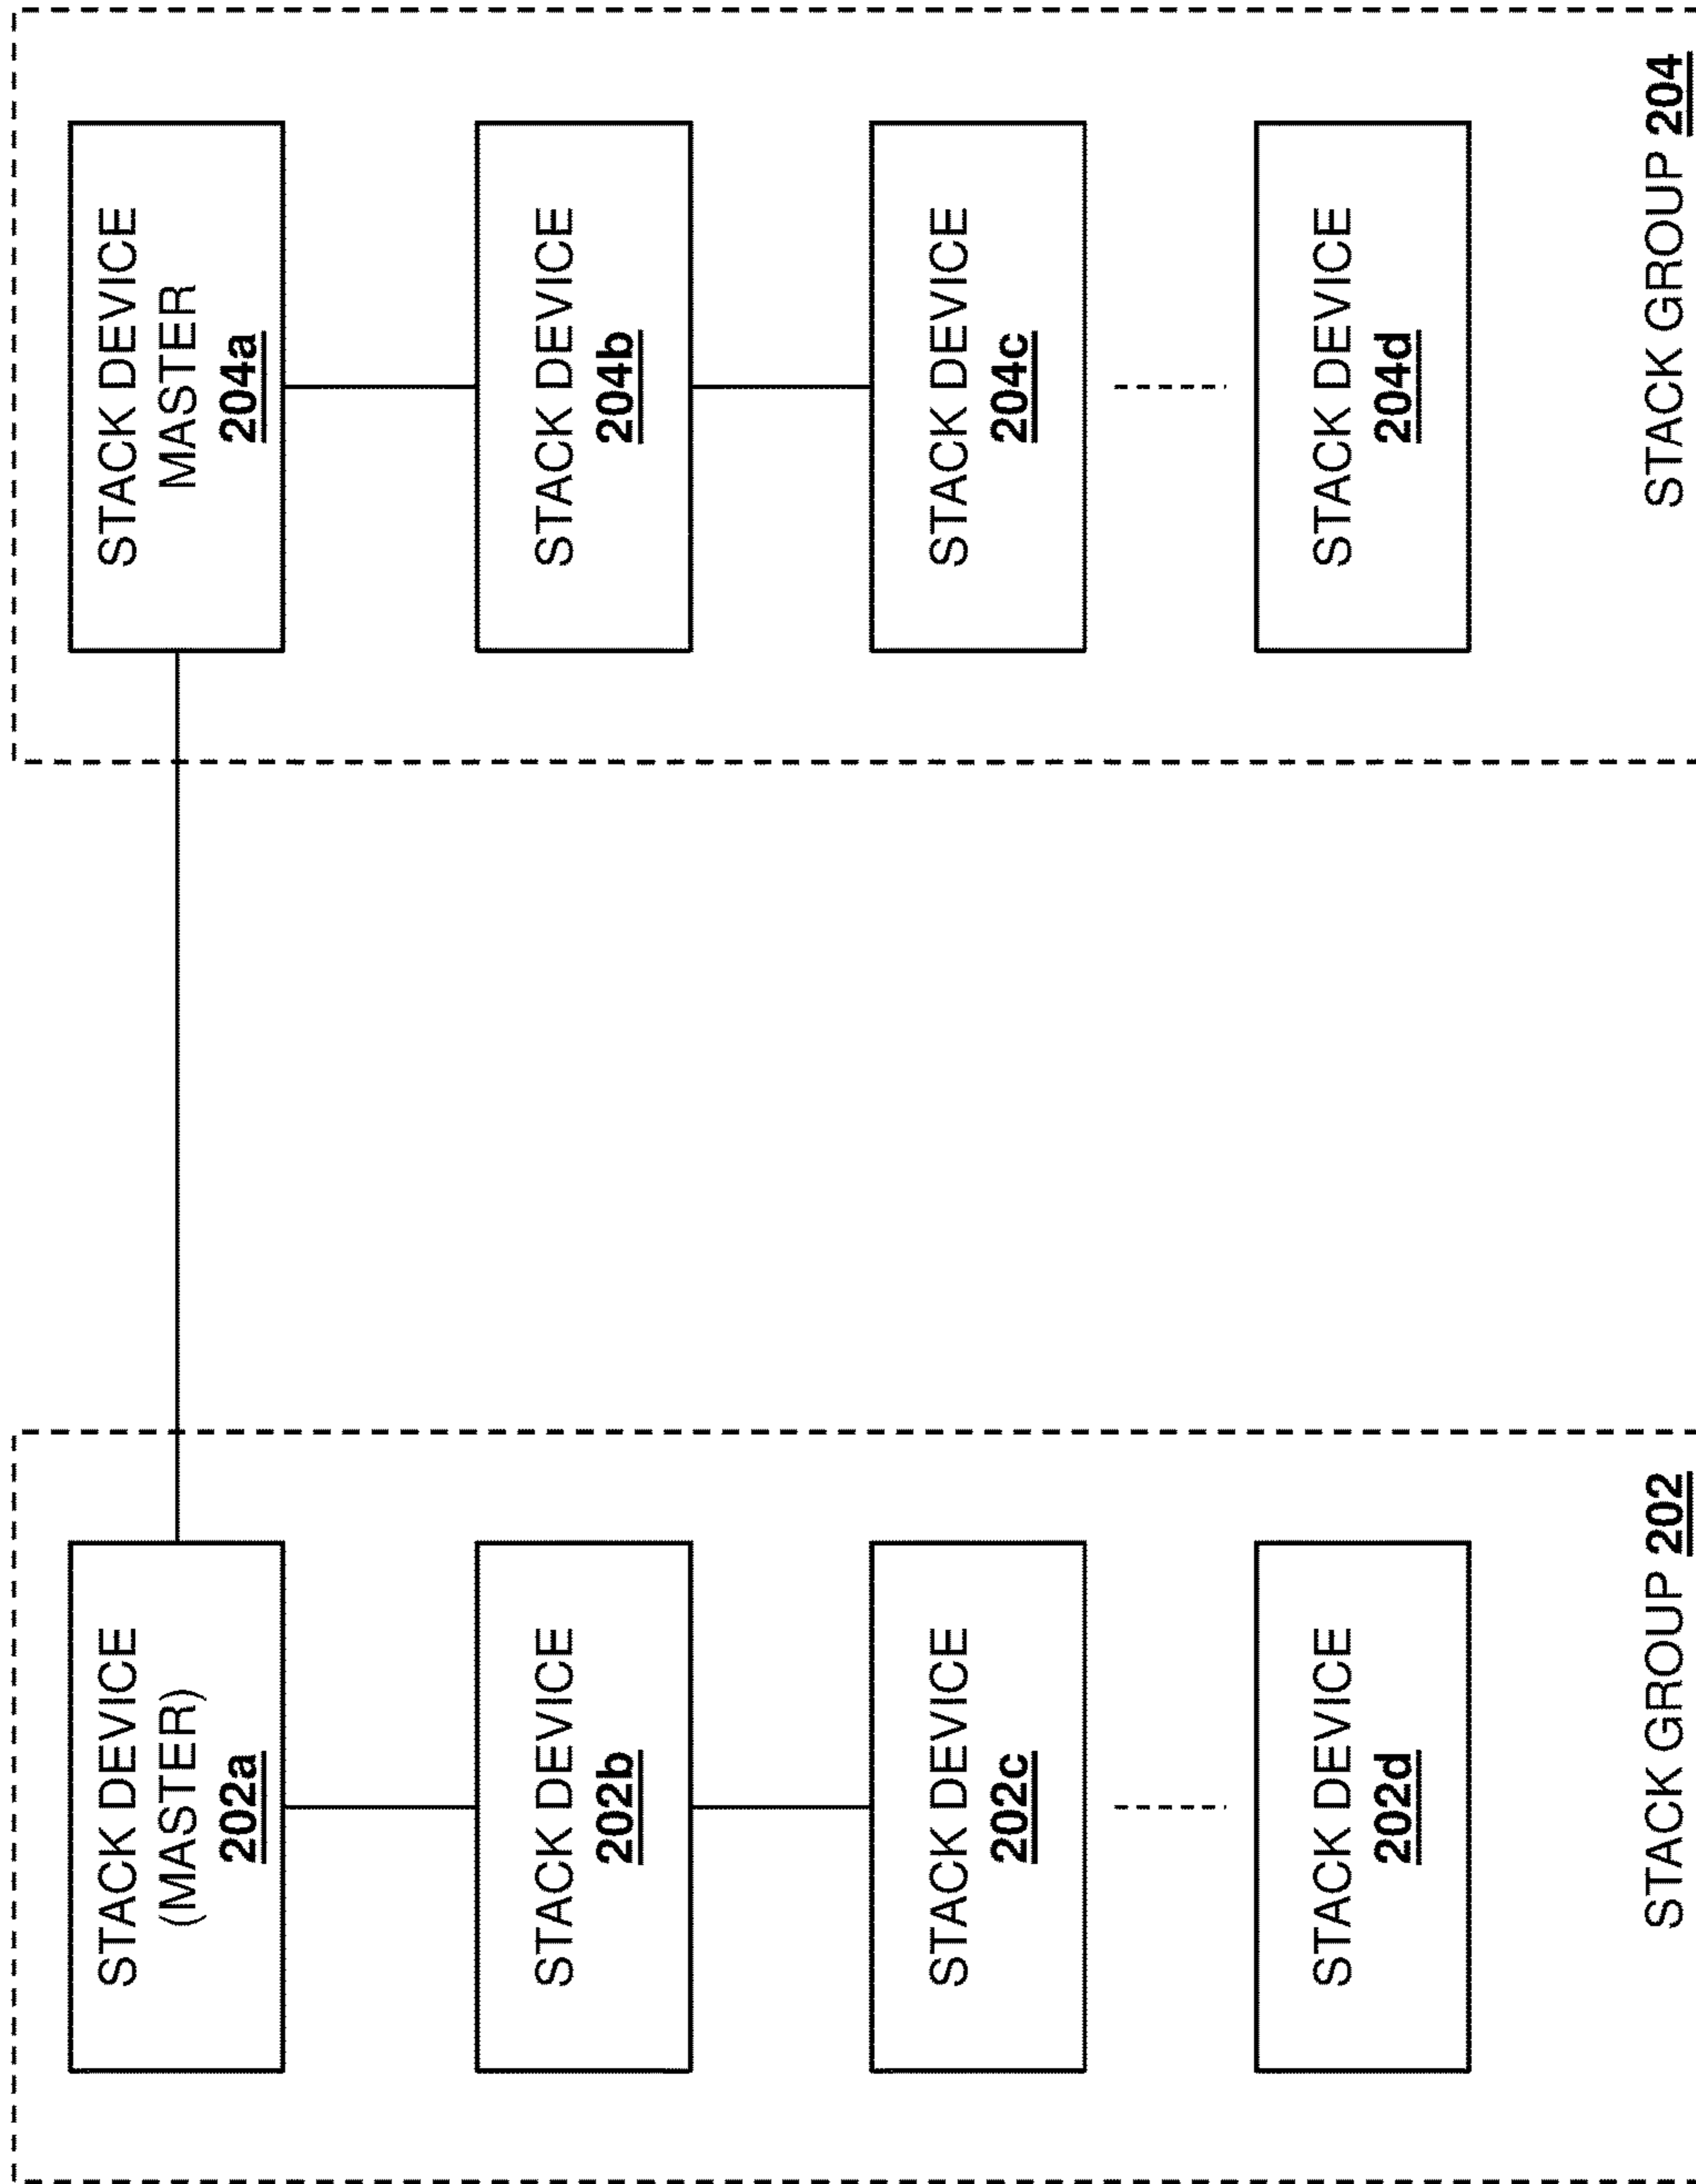 STACK DEVICE
(MASTER)
202a
STACK DEVICE
202b
STACK DEVICE
202c
STACK DEVICE
202d
STACK GROUP 202
STACK DEVICE
MASTER
204a
STACK DEVICE
204b
STACK DEVICE
204c
STACK DEVICE
204d
STACK GROUP 204